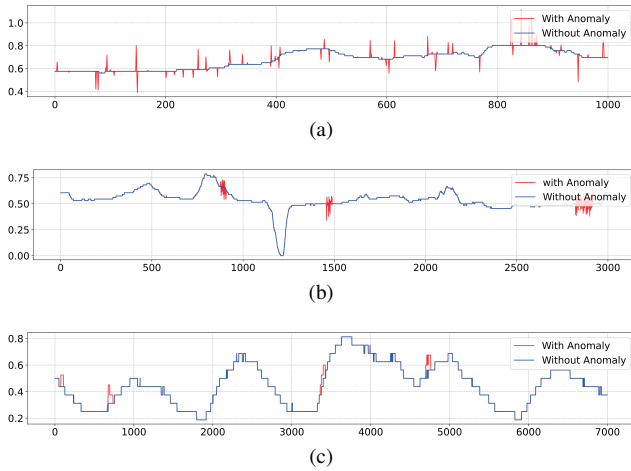 1.0
0.8
0.6
0.4
With Anomaly
Without Anomaly
0 200 400 600 800 1000
(a)
0.75
0.50
0.25
0.00
with Anomaly
Without Anomaly
0 500 1000 1500 2000 2500 3000
(b)
0.8
0.6
0.4
0.2
With Anomaly
Without Anomaly
0 1000 2000 3000 4000 5000 6000 7000
(c)